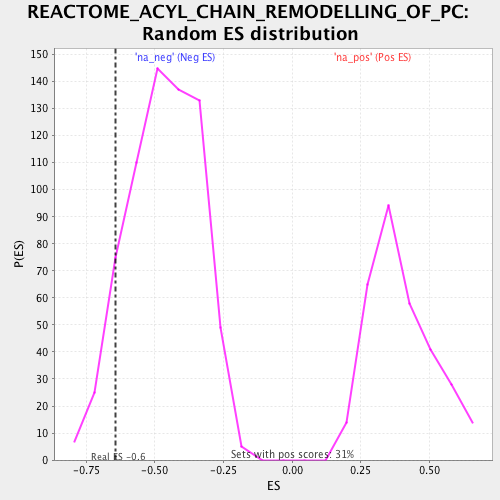 REACTOME_ACYL_CHAIN_REMODELLING_OF_PC:
Random ES distribution
'na_neg' (Neg ES)
'na_pos' (Pos ES)
150
140
130
120
110
100
90
80
70
60
50
40
30
20
10
0
P(ES)
Real ES -0.6
Sets with pos scores: 31%
-0.75
-0.50
-0.25
0.00
0.25
0.50
ES